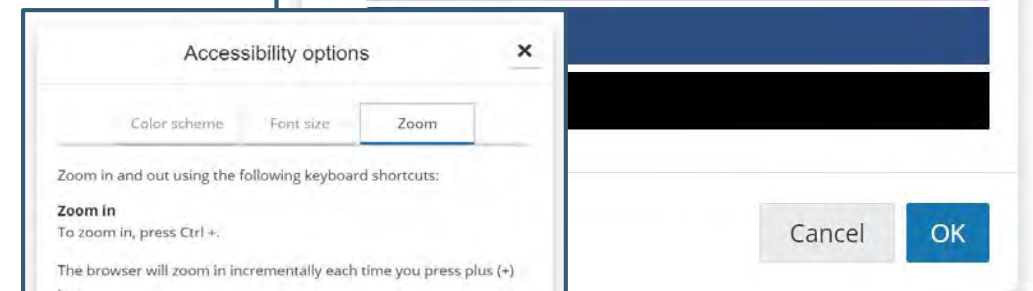 Accessibility options
Color scheme Font size Zoom
Zoom in and out using the following keyboard shortcuts:
Zoom in
To zoom in, press Ctrl +.
The browser will zoom in incrementally each time you press plus (+)
Cancel OK